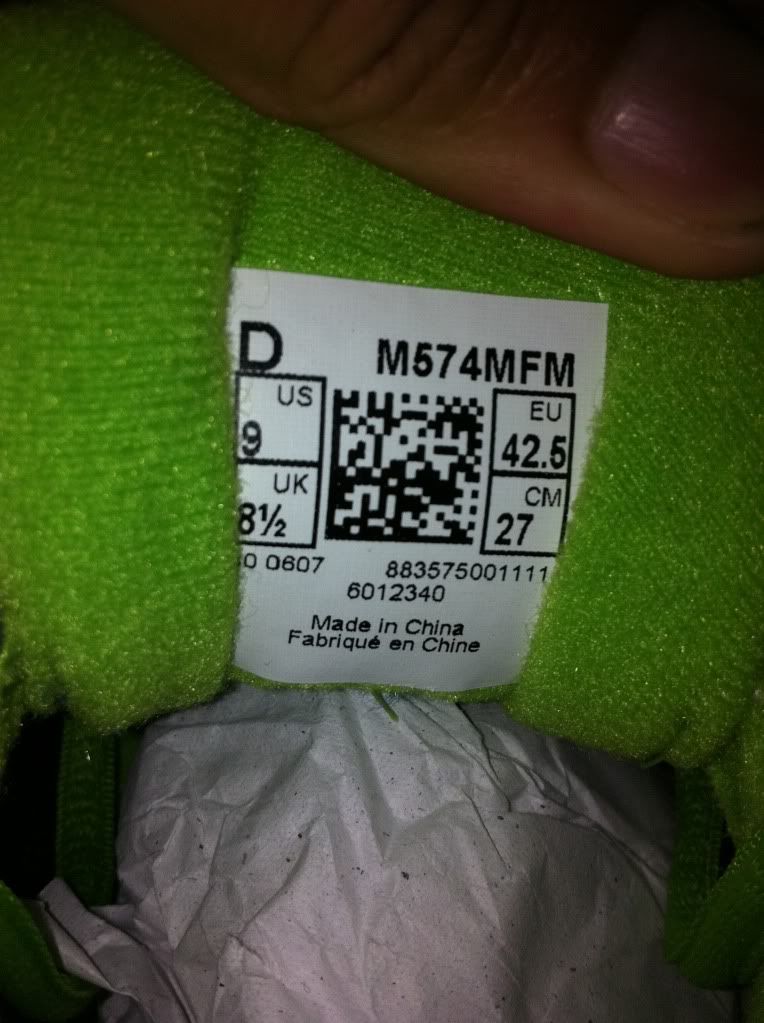 D M574MFM
US EU
9 42.5
UK CM
8½ 27
0 0607 883575001111
6012340
Made in China
Fabriqué en Chine